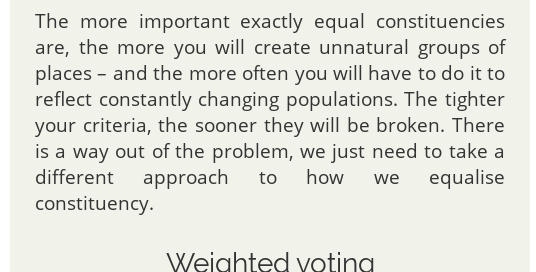 The more important exactly equal constituencies
are, the more you will create unnatural groups of
places – and the more often you will have to do it to
reflect constantly changing populations. The tighter
your criteria, the sooner they will be broken. There
is a way out of the problem, we just need to take a
different approach to how we equalise
constituency.
Weighted voting